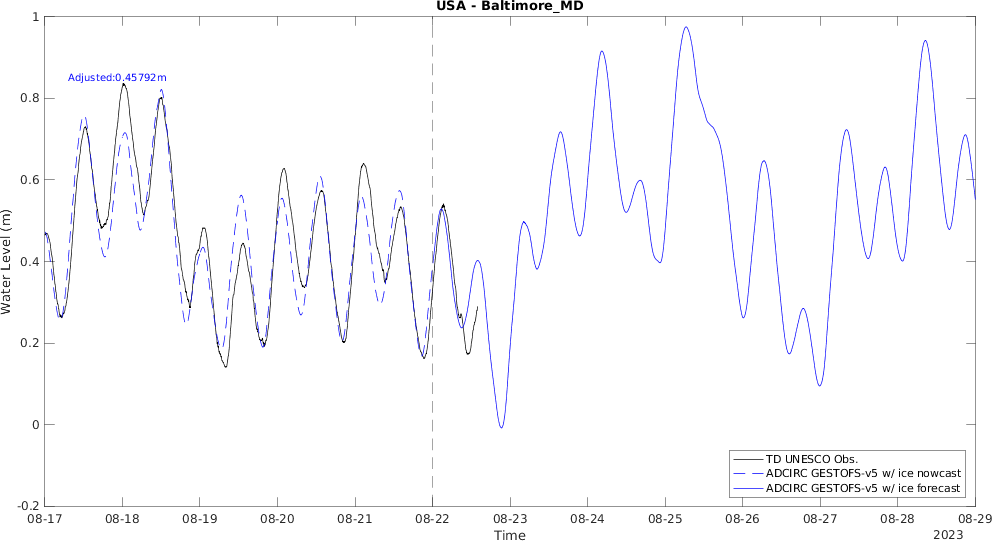 USA - Baltimore_MD
Adjusted:0.45792m
Water Level (m)
1
0.8
0.6
0.4
0.2
0
-0.2
08-17 08-18 08-19 08-20 08-21 08-22 08-23 08-24 08-25 08-26 08-27 08-28 08-29
Time
2023
TD UNESCO Obs.
ADCIRC GESTOFS-v5 w/ ice nowcast
ADCIRC GESTOFS-v5 w/ ice forecast